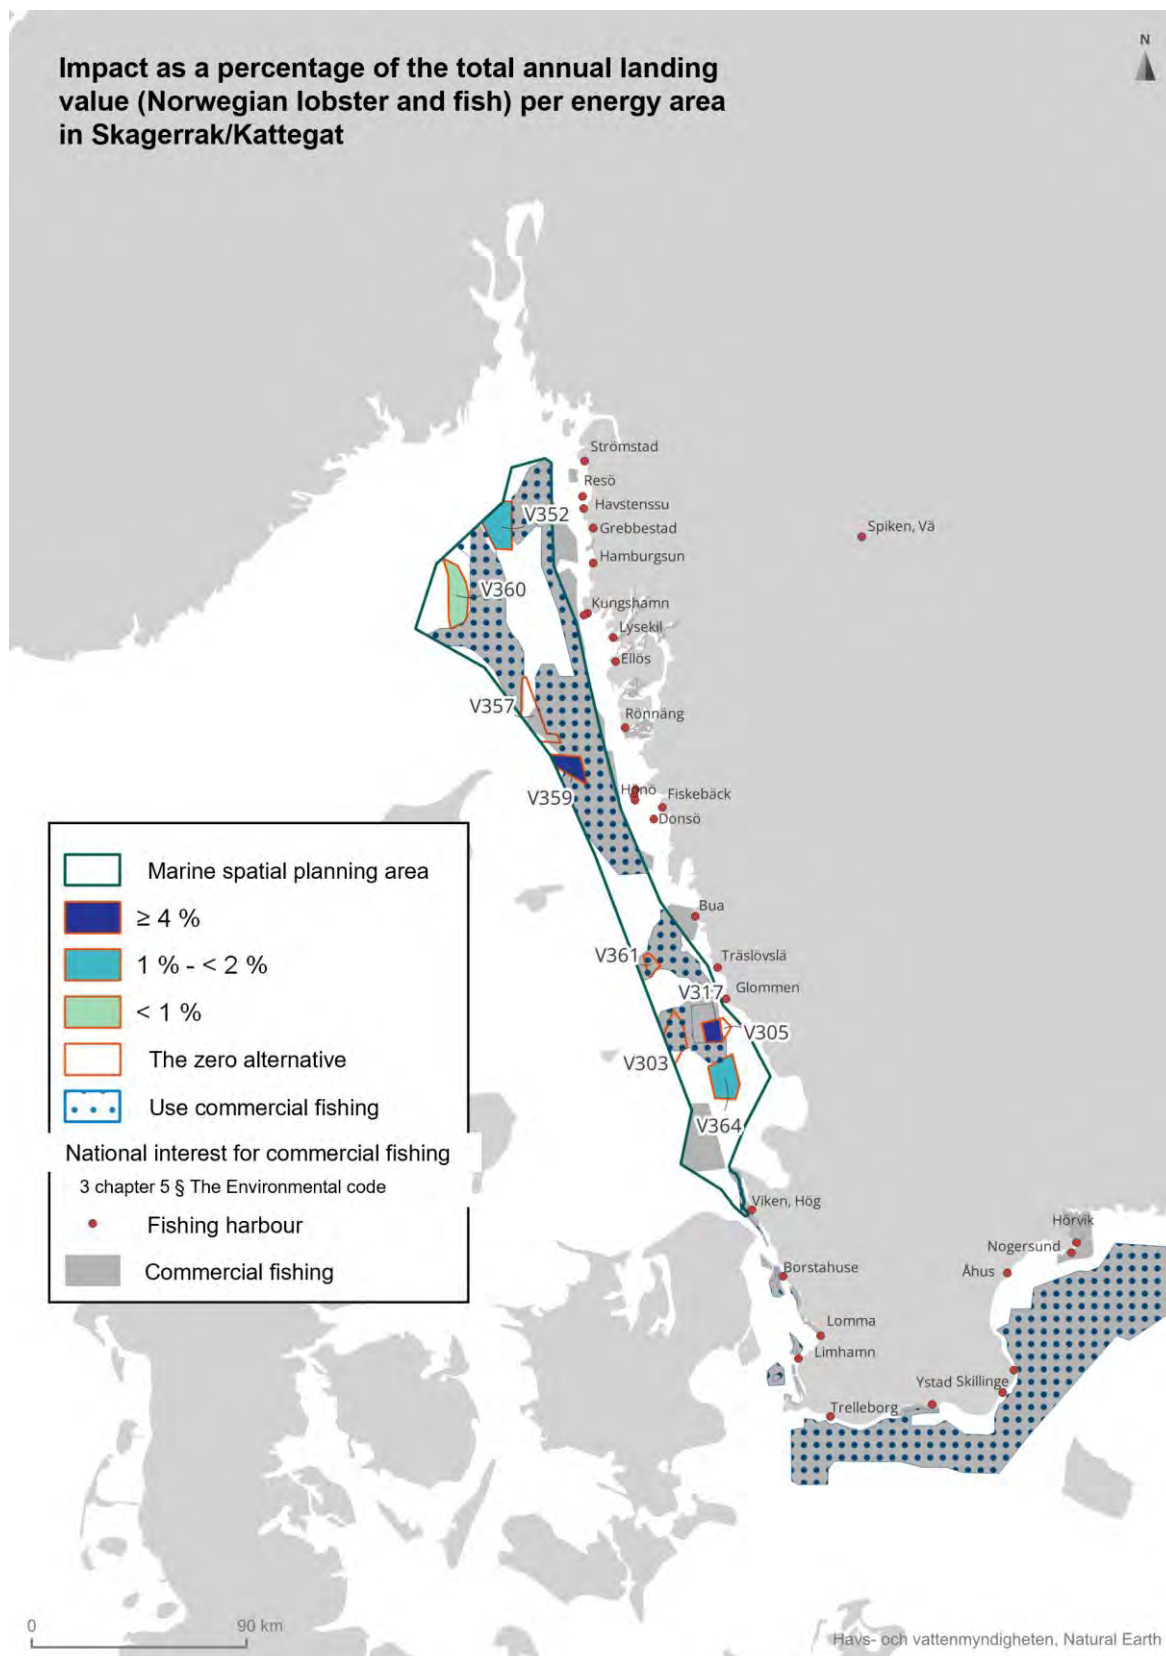 N
Impact as a percentage of the total annual landing
value (Norwegian lobster and fish) per energy area
in Skagerrak/Kattegat
Strömstad
Resö
Havstenssu
V352
Grebbestad
Spiken, Vä
Hamburgsun
V360
Kungshamn
Lysekil
Ellös
V357
Rönnäng
V359
Hönö
Fiskebäck
Donsö
Marine spatial planning area
≥ 4 %
1 % - < 2 %
< 1 %
The zero alternative
Use commercial fishing
National interest for commercial fishing
3 chapter 5 § The Environmental code
Fishing harbour
Commercial fishing
Bua
V361
Träslövslä
V317
Glommen
V305
V303
V364
Viken, Hög
Hörvik
Nogersund
Åhus
Borstahuse
Lomma
Limhamn
Ystad
Skillinge
Trelleborg
0
90 km
Havs- och vattenmyndigheten, Natural Earth